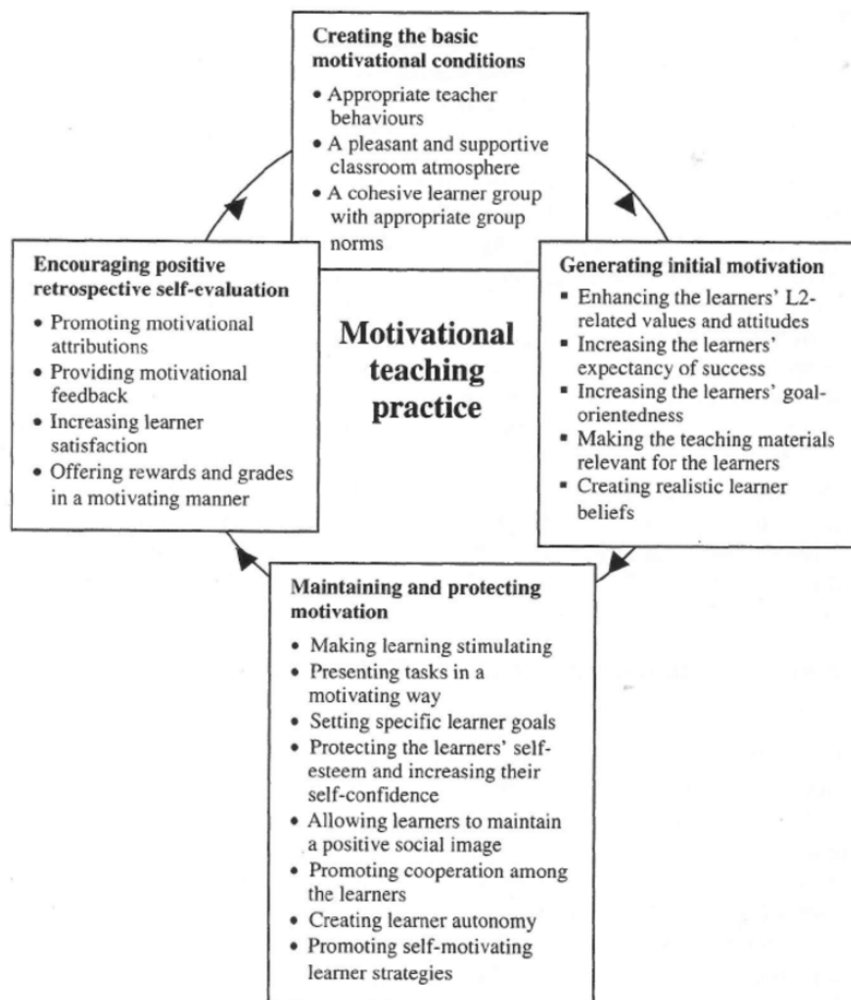 Creating the basic
motivational conditions
• Appropriate teacher
behaviours
• A pleasant and supportive
classroom atmosphere
• A cohesive learner group
with appropriate group
norms
Encouraging positive
retrospective self-evaluation
• Promoting motivational
attributions
• Providing motivational
feedback
• Increasing learner
satisfaction
• Offering rewards and grades
in a motivating manner
Motivational
teaching
practice
Generating initial motivation
▪ Enhancing the learners' L2-
related values and attitudes
▪ Increasing the learners'
expectancy of success
▪ Increasing the learners' goal-
orientedness
▪ Making the teaching materials
relevant for the learners
▪ Creating realistic learner
beliefs
Maintaining and protecting
motivation
• Making learning stimulating
• Presenting tasks in a
motivating way
• Setting specific learner goals
• Protecting the learners' self-
esteem and increasing their
self-confidence
• Allowing learners to maintain
a positive social image
• Promoting cooperation among
the learners
• Creating learner autonomy
• Promoting self-motivating
learner strategies